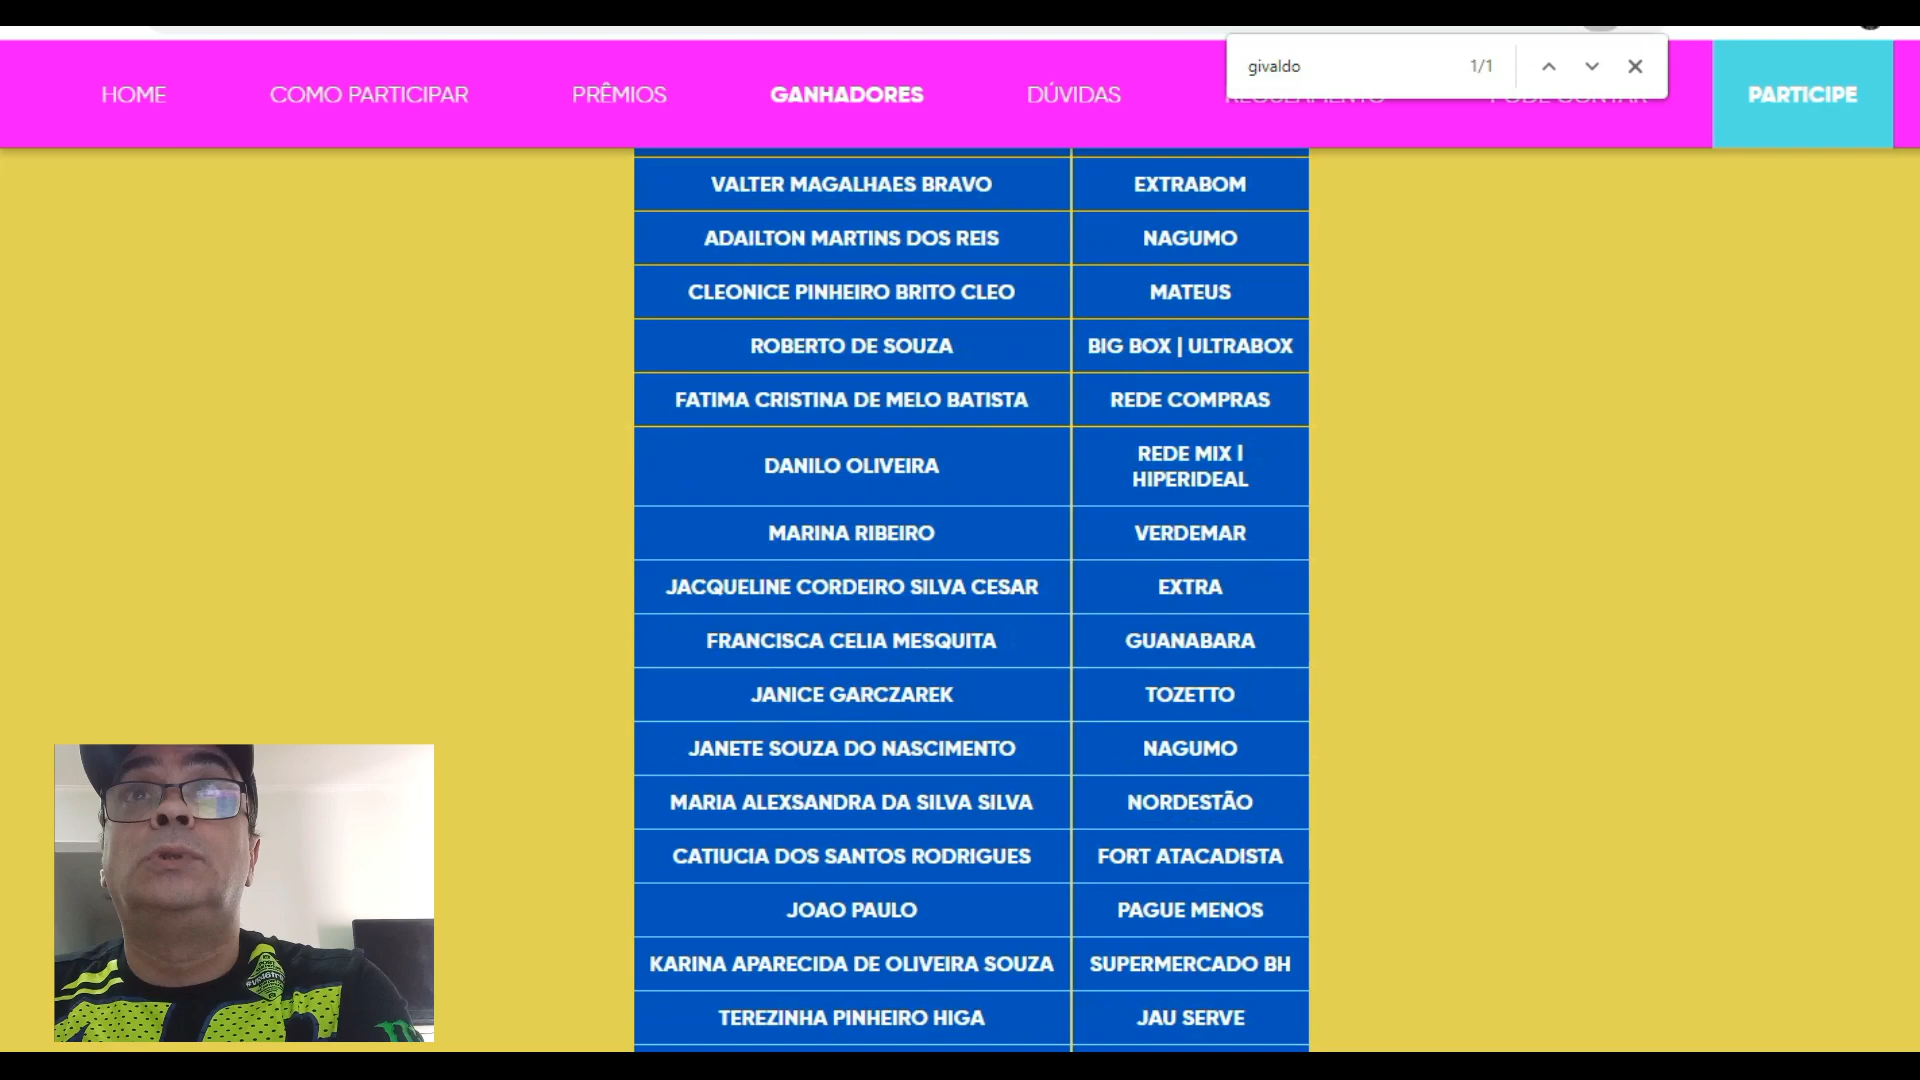 givaldo 1/1
HOME COMO PARTICIPAR PRÊMIOS GANHADORES DÚVIDAS REGULAMENTO PODE CONTAR PARTICIPE
VALTER MAGALHAES BRAVO EXTRABOM
ADAILTON MARTINS DOS REIS NAGUMO
CLEONICE PINHEIRO BRITO CLEO MATEUS
ROBERTO DE SOUZA BIG BOX | ULTRABOX
FATIMA CRISTINA DE MELO BATISTA REDE COMPRAS
DANILO OLIVEIRA REDE MIX |
HIPERIDEAL
MARINA RIBEIRO VERDEMAR
JACQUELINE CORDEIRO SILVA CESAR EXTRA
FRANCISCA CELIA MESQUITA GUANABARA
JANICE GARCZAREK TOZETTO
JANETE SOUZA DO NASCIMENTO NAGUMO
MARIA ALEXSANDRA DA SILVA SILVA NORDESTÃO
CATIUCIA DOS SANTOS RODRIGUES FORT ATACADISTA
JOAO PAULO PAGUE MENOS
KARINA APARECIDA DE OLIVEIRA SOUZA SUPERMERCADO BH
TEREZINHA PINHEIRO HIGA JAU SERVE